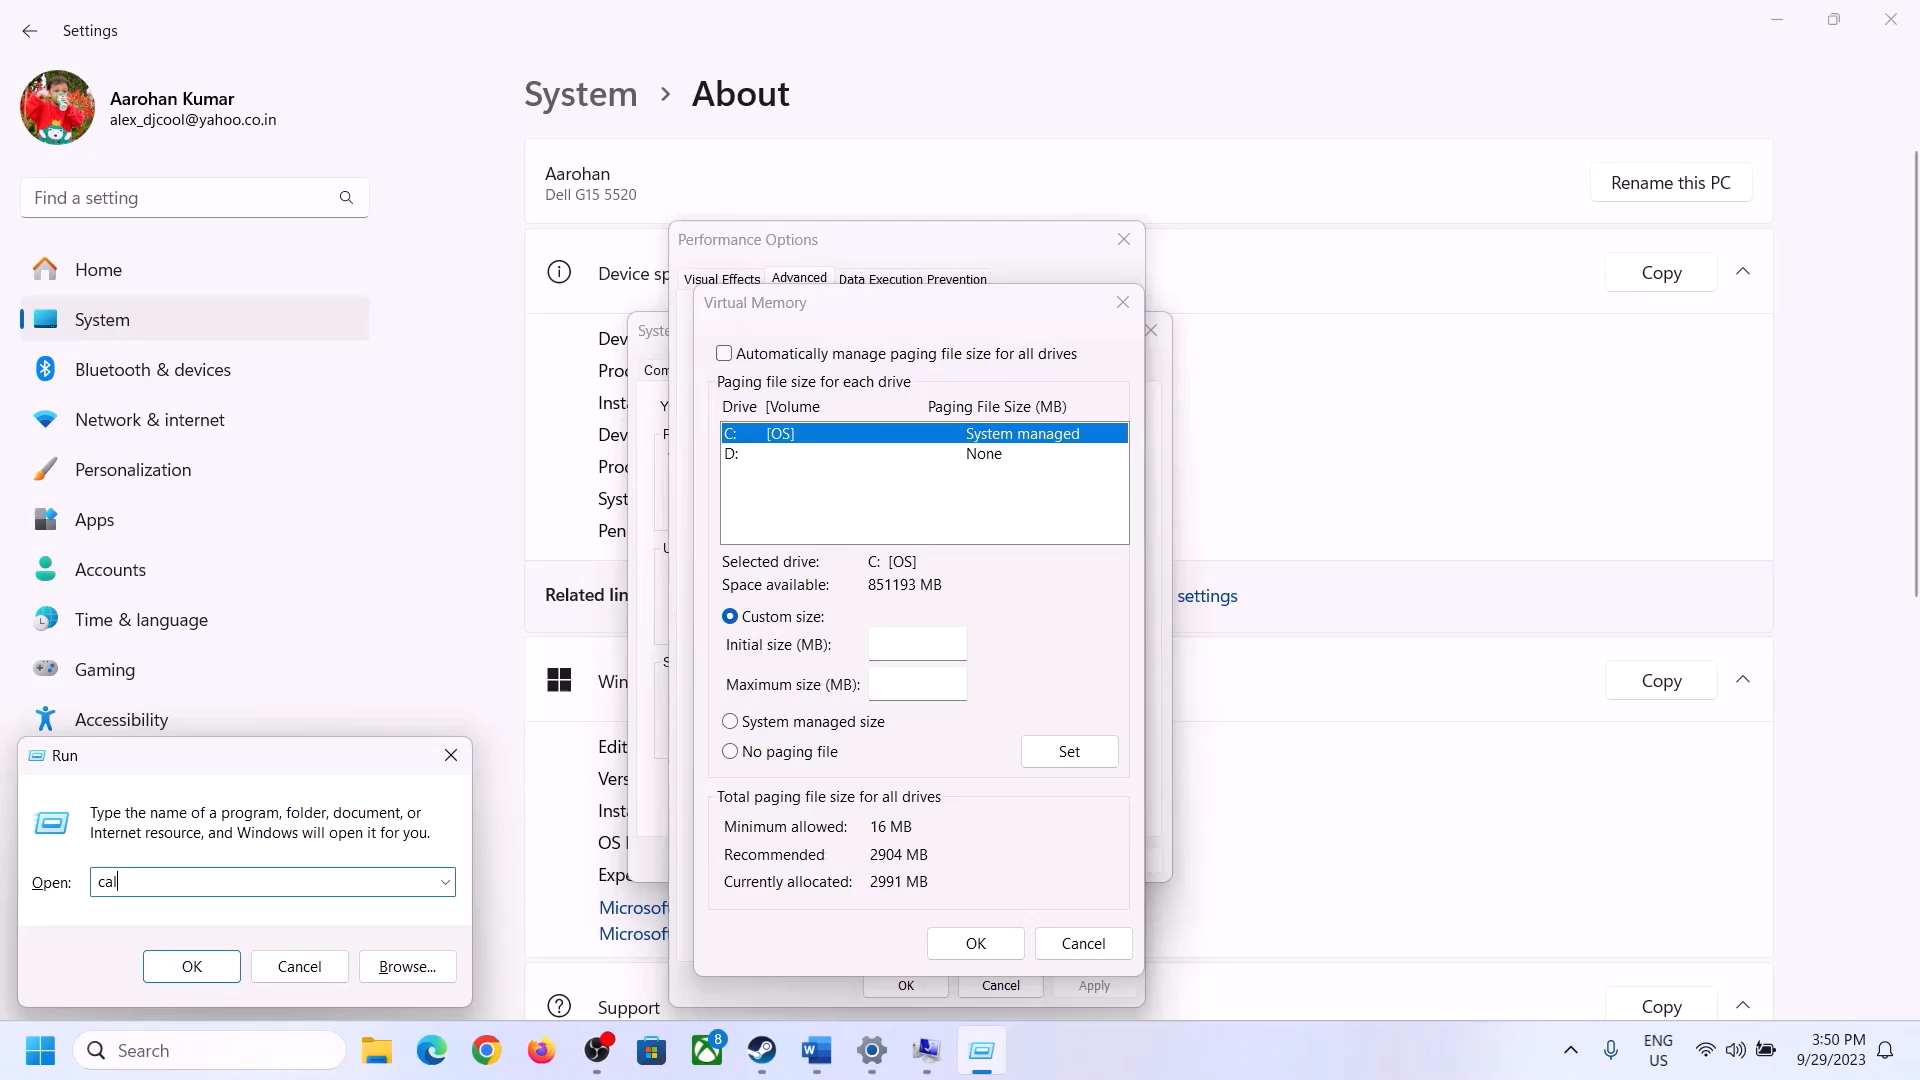 Settings
Aarohan Kumar
alex_djcool@yahoo.co.in
Find a setting
Home
System
Bluetooth & devices
Network & internet
Personalization
Apps
Accounts
Time & language
Gaming
Accessibility
System > About
Aarohan
Dell G15 5520
Rename this PC
Device sp
Copy
Dev
Proc
Insta
Dev
Proc
Syst
Pen
Related lin
settings
Win
Copy
Edit
Vers
Insta
OS
Expe
Microsoft
Microsoft
Support
Copy
Syste
Com
Performance Options
Visual Effects
Advanced
Data Execution Prevention
Virtual Memory
Automatically manage paging file size for all drives
Paging file size for each drive
Drive [Volume Paging File Size (MB)
C: [OS] System managed
D: None
Selected drive: C: [OS]
Space available: 851193 MB
Custom size:
Initial size (MB):
Maximum size (MB):
System managed size
No paging file
Set
Total paging file size for all drives
Minimum allowed: 16 MB
Recommended 2904 MB
Currently allocated: 2991 MB
OK Cancel
OK Cancel Apply
Run
Type the name of a program, folder, document, or
Internet resource, and Windows will open it for you.
Open: cal
OK Cancel Browse...
Search
8
ENG
US
3:50 PM
9/29/2023